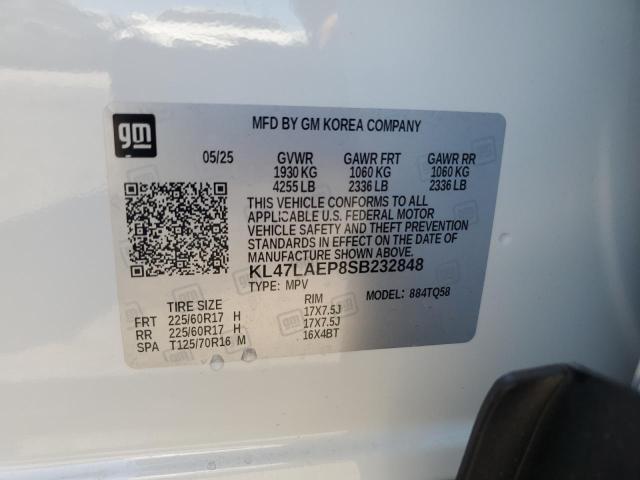 gm
MFD BY GM KOREA COMPANY
05/25 GVWR GAWR FRT GAWR RR
1930 KG 1060 KG 1060 KG
4255 LB 2336 LB 2336 LB
THIS VEHICLE CONFORMS TO ALL
APPLICABLE U.S. FEDERAL MOTOR
VEHICLE SAFETY AND THEFT PREVENTION
STANDARDS IN EFFECT ON THE DATE OF
MANUFACTURE SHOWN ABOVE.
KL47LAEP8SB232848
TYPE: MPV MODEL: 884TQ58
TIRE SIZE RIM
FRT 225/60R17 H 17X7.5J
RR 225/60R17 H 17X7.5J
SPA T125/70R16 M 16X4BT